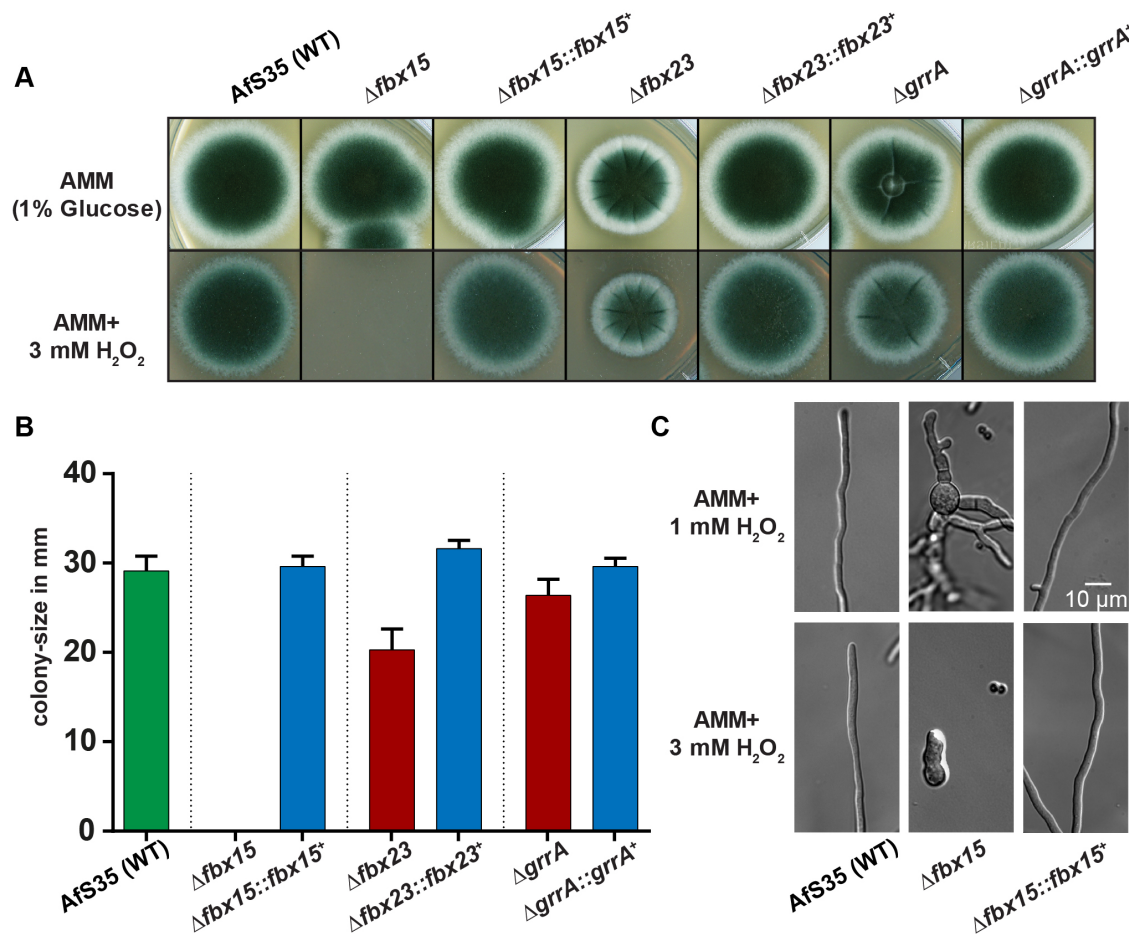 A
AfS35 (WT)
Δfbx15
Δfbx15::fbx15⁺
Δfbx23
Δfbx23::fbx23⁺
ΔgrrA
ΔgrrA::grrA⁺
AMM
(1% Glucose)
AMM+
3 mM H₂O₂
B
colony-size in mm
40
30
20
10
0
AfS35 (WT)
Δfbx15
Δfbx15::fbx15⁺
Δfbx23
Δfbx23::fbx23⁺
ΔgrrA
ΔgrrA::grrA⁺
C
AMM+
1 mM H₂O₂
10 µm
AMM+
3 mM H₂O₂
AfS35 (WT)
Δfbx15
Δfbx15::fbx15⁺